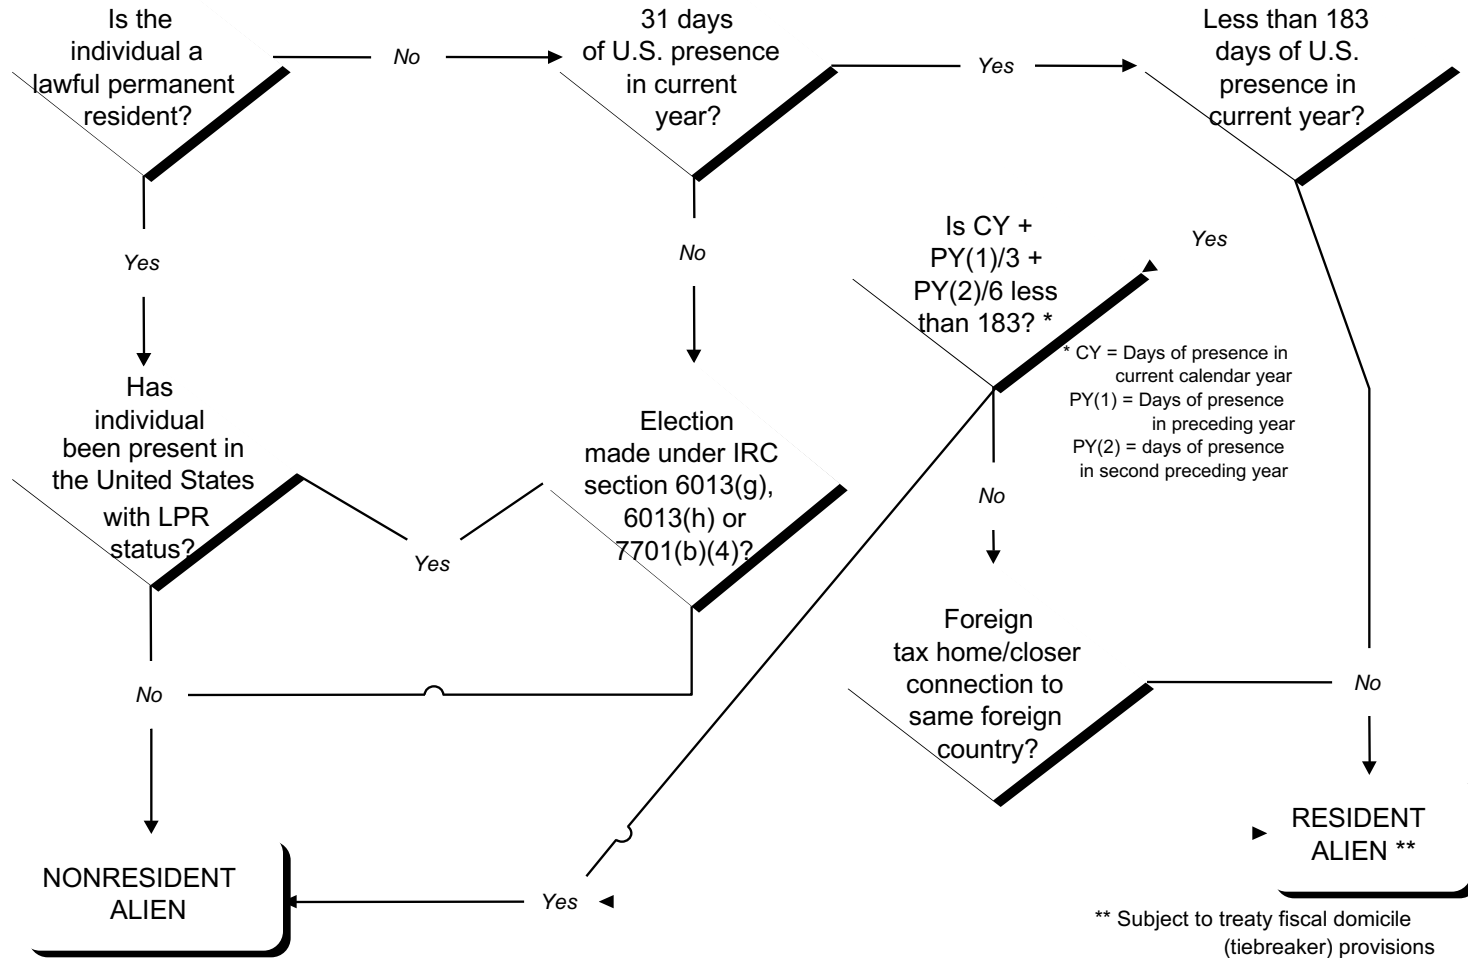 Is the
individual a
lawful permanent
resident?
No
31 days
of U.S. presence
in current
year?
Yes
Less than 183
days of U.S.
presence in
current year?
Yes
No
Is CY +
PY(1)/3 +
PY(2)/6 less
than 183? *
Yes
* CY = Days of presence in
current calendar year
PY(1) = Days of presence
in preceding year
PY(2) = days of presence
in second preceding year
Has
individual
been present in
the United States
with LPR
status?
Yes
Election
made under IRC
section 6013(g),
6013(h) or
7701(b)(4)?
No
Foreign
tax home/closer
connection to
same foreign
country?
No
No
NONRESIDENT
ALIEN
Yes
RESIDENT
ALIEN **
** Subject to treaty fiscal domicile
(tiebreaker) provisions